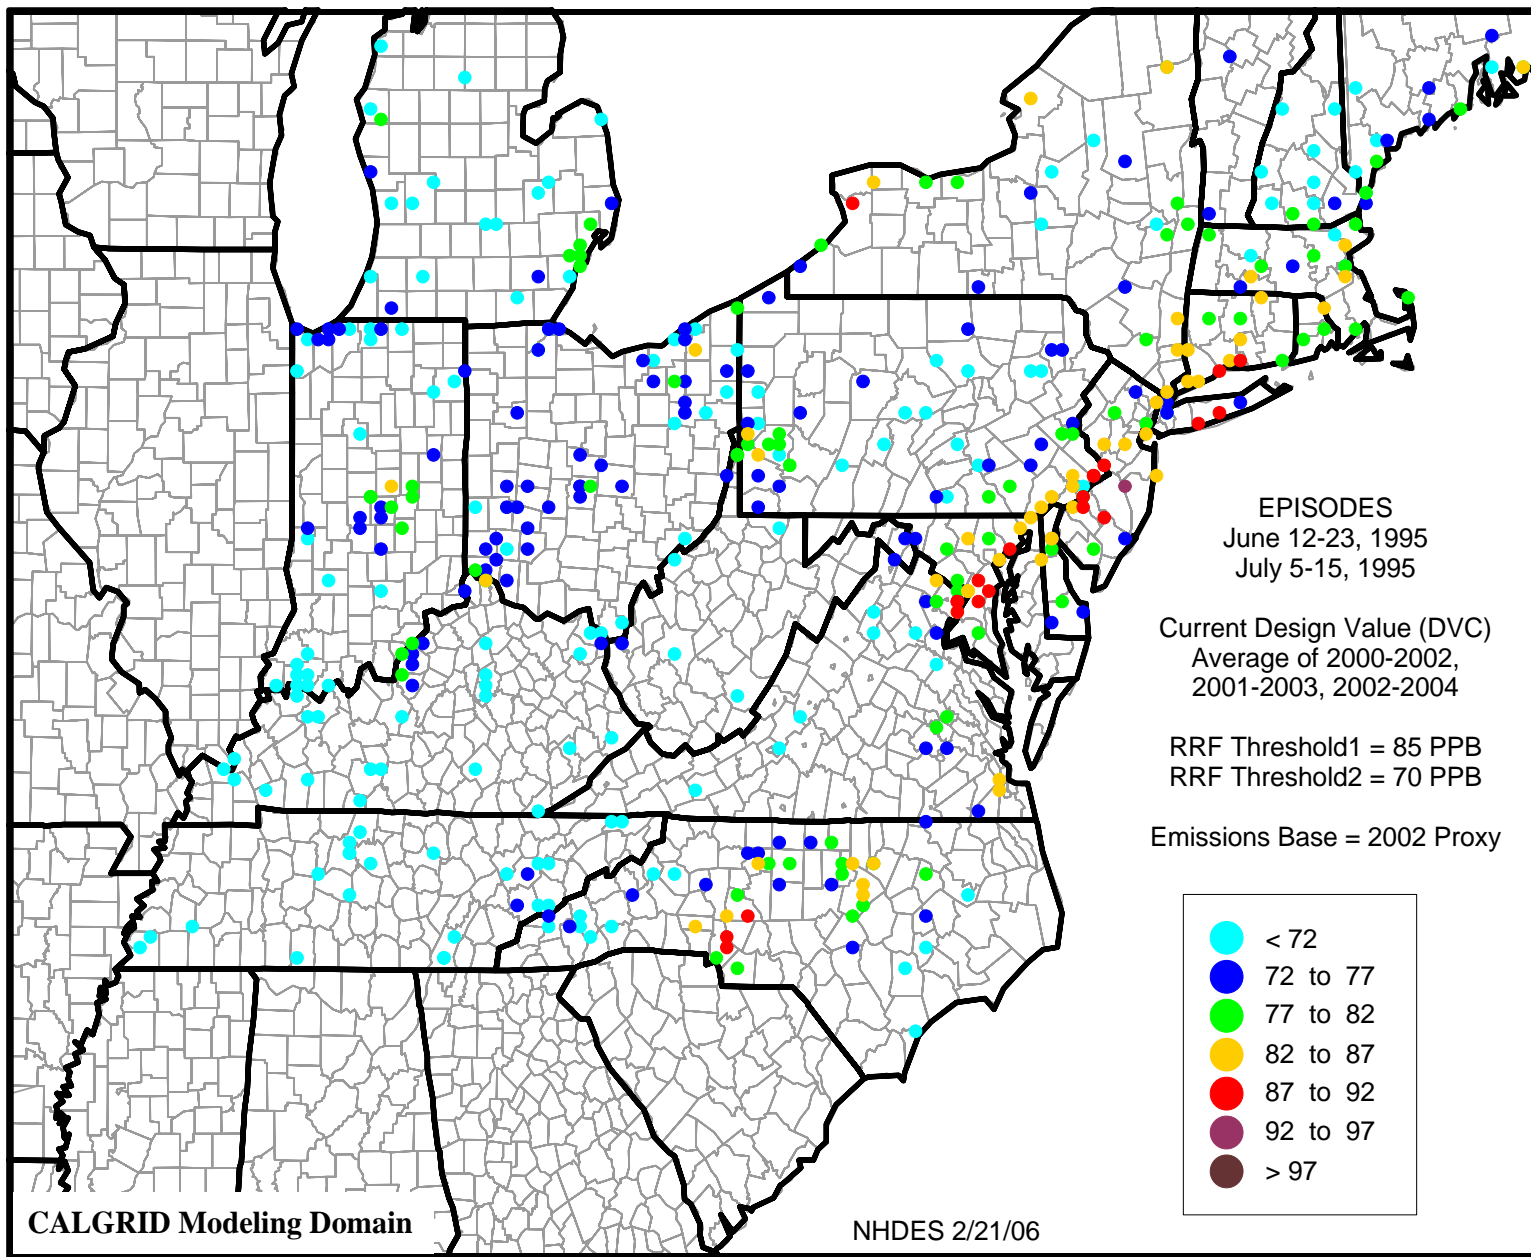 EPISODES
June 12-23, 1995
July 5-15, 1995
Current Design Value (DVC)
Average of 2000-2002,
2001-2003, 2002-2004
RRF Threshold1 = 85 PPB
RRF Threshold2 = 70 PPB
Emissions Base = 2002 Proxy
< 72
72 to 77
77 to 82
82 to 87
87 to 92
92 to 97
> 97
CALGRID Modeling Domain
NHDES 2/21/06